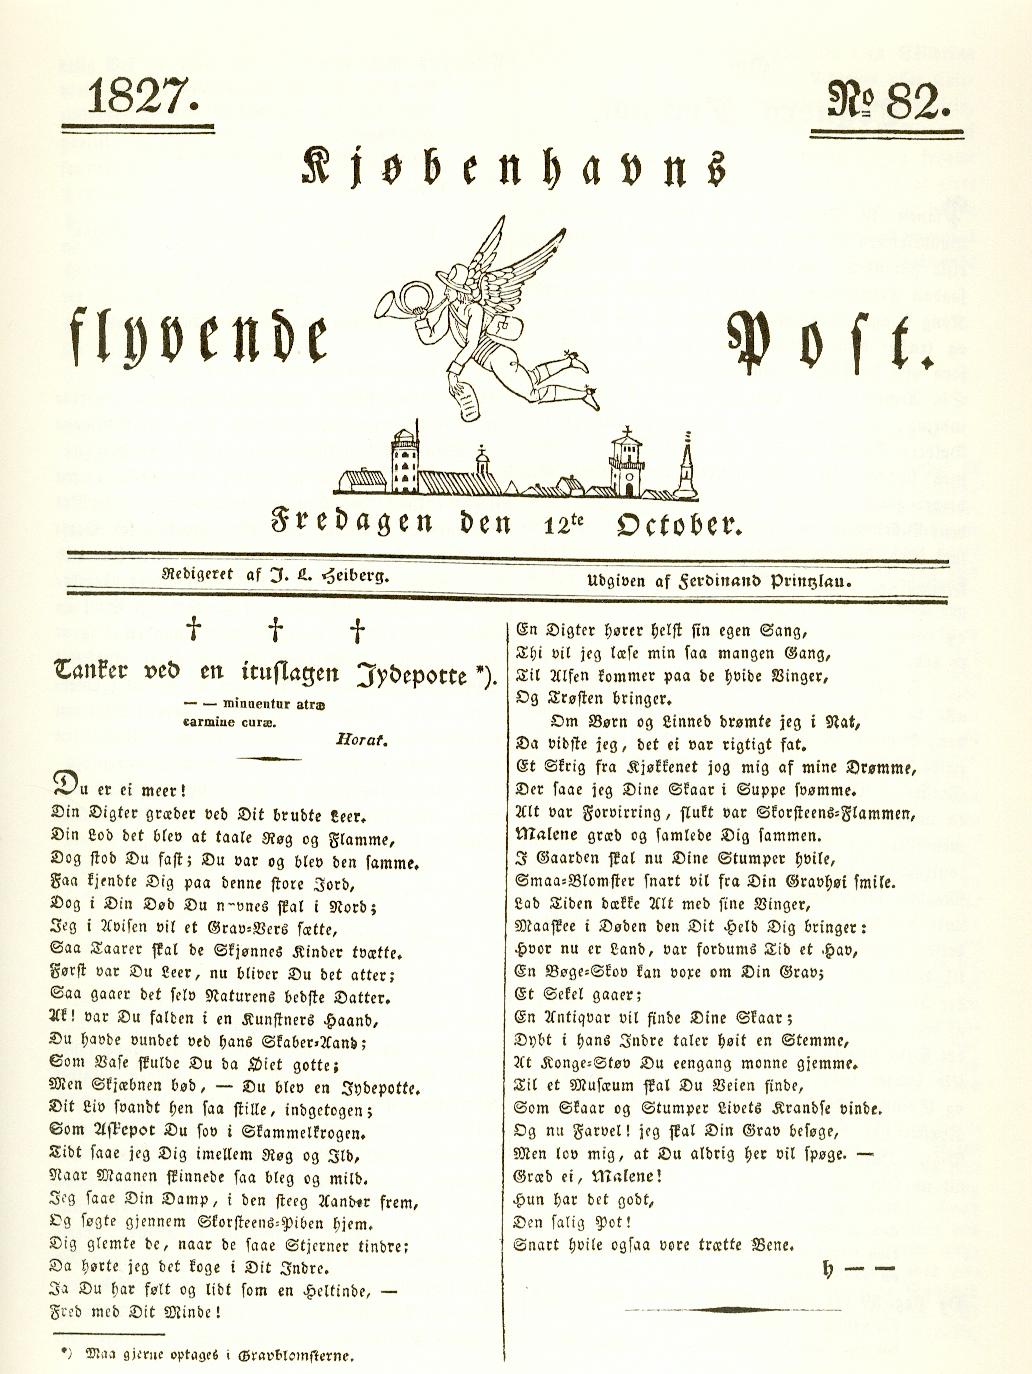 1827.
No 82.
Kjøbenhavns
flyvende Post.
Fredagen den 12te October.
Redigeret af J. L. Heiberg.
Udgiven af Ferdinand Printzlau.
† † †
Tanker ved en ituslagen Jydepotte *).
— — minuentur atræ
carmine curæ.
Horat.
Du er ei meer!
Din Digter græder ved Dit brudte Leer.
Din Lod det blev at taale Røg og Flamme,
Dog stod Du fast; Du var og blev den samme.
Faa kjendte Dig paa denne store Jord,
Dog i Din Død Du n~vnes skal i Nord;
Jeg i Avisen vil et Grav=Vers sætte,
Saa Taarer skal de Skjønnes Kinder tvætte.
Først var Du Leer, nu bliver Du det atter;
Saa gaaer det selv Naturens bedste Datter.
Ak! var Du falden i en Kunstners Haand,
Du havde vundet ved hans Skaber=Aand;
Som Vase skulde Du da Øiet gotte;
Men Skjæbnen bød, — Du blev en Jydepotte.
Dit Liv svandt hen saa stille, indgetogen;
Som Askepot Du sov i Skammelkrogen.
Tidt saae jeg Dig imellem Røg og Ild,
Naar Maanen skinnede saa bleg og mild.
Jeg saae Din Damp, i den steeg Aander frem,
Og søgte gjennem Skorsteens=Piben hjem.
Dig glemte de, naar de saae Stjerner tindre;
Da hørte jeg det koge i Dit Indre.
Ja Du har følt og lidt som en Heltinde, —
Fred med Dit Minde!
*) Maa gjerne optages i Gravblomsterne.
En Digter hører helst sin egen Sang,
Thi vil jeg læse min saa mangen Gang,
Til Alfen kommer paa de hvide Vinger,
Og Trøsten bringer.
Om Børn og Linned drømte jeg i Nat,
Da vidste jeg, det ei var rigtigt fat.
Et Skrig fra Kjøkkenet jog mig af mine Drømme,
Der saae jeg Dine Skaar i Suppe svømme.
Alt var Forvirring, slukt var Skorsteens=Flammen,
Malene græd og samlede Dig sammen.
I Gaarden skal nu Dine Stumper hvile,
Smaa=Blomster snart vil fra Din Gravhøi smile.
Lad Tiden dække Alt med sine Vinger,
Maaskee i Døden den Dit Held Dig bringer:
Hvor nu er Land, var fordums Tid et Hav,
En Bøge=Skov kan voxe om Din Grav;
Et Sekel gaaer;
En Antiqvar vil finde Dine Skaar;
Dybt i hans Indre taler høit en Stemme,
At Konge=Støv Du eengang monne gjemme.
Til et Musæum skal Du Veien finde,
Som Skaar og Stumper Livets Krandse vinde.
Og nu Farvel! jeg skal Din Grav besøge,
Men lov mig, at Du aldrig her vil spøge. —
Græd ei, Malene!
Hun har det godt,
Den salig Pot!
Snart hvile ogsaa vore trætte Bene.
h — —